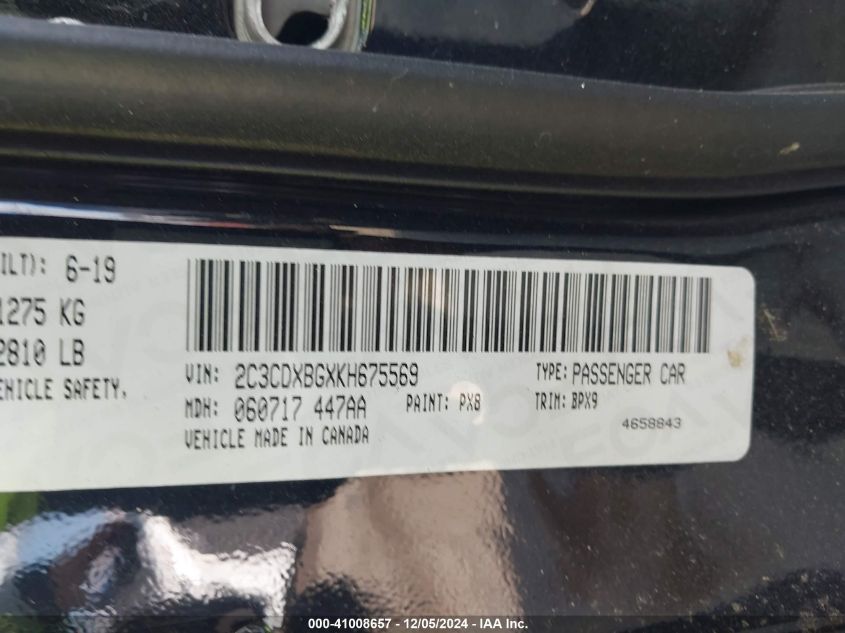 ILT): 6-19
1275 KG
2810 LB
EHICLE SAFETY.
VIN: 2C3CDXBGXKH675569 TYPE: PASSENGER CAR
MDH: 060717 447AA PAINT: PX8 TRIM: BPX9
VEHICLE MADE IN CANADA 4658843
000-41008657 - 12/05/2024 - IAA Inc.